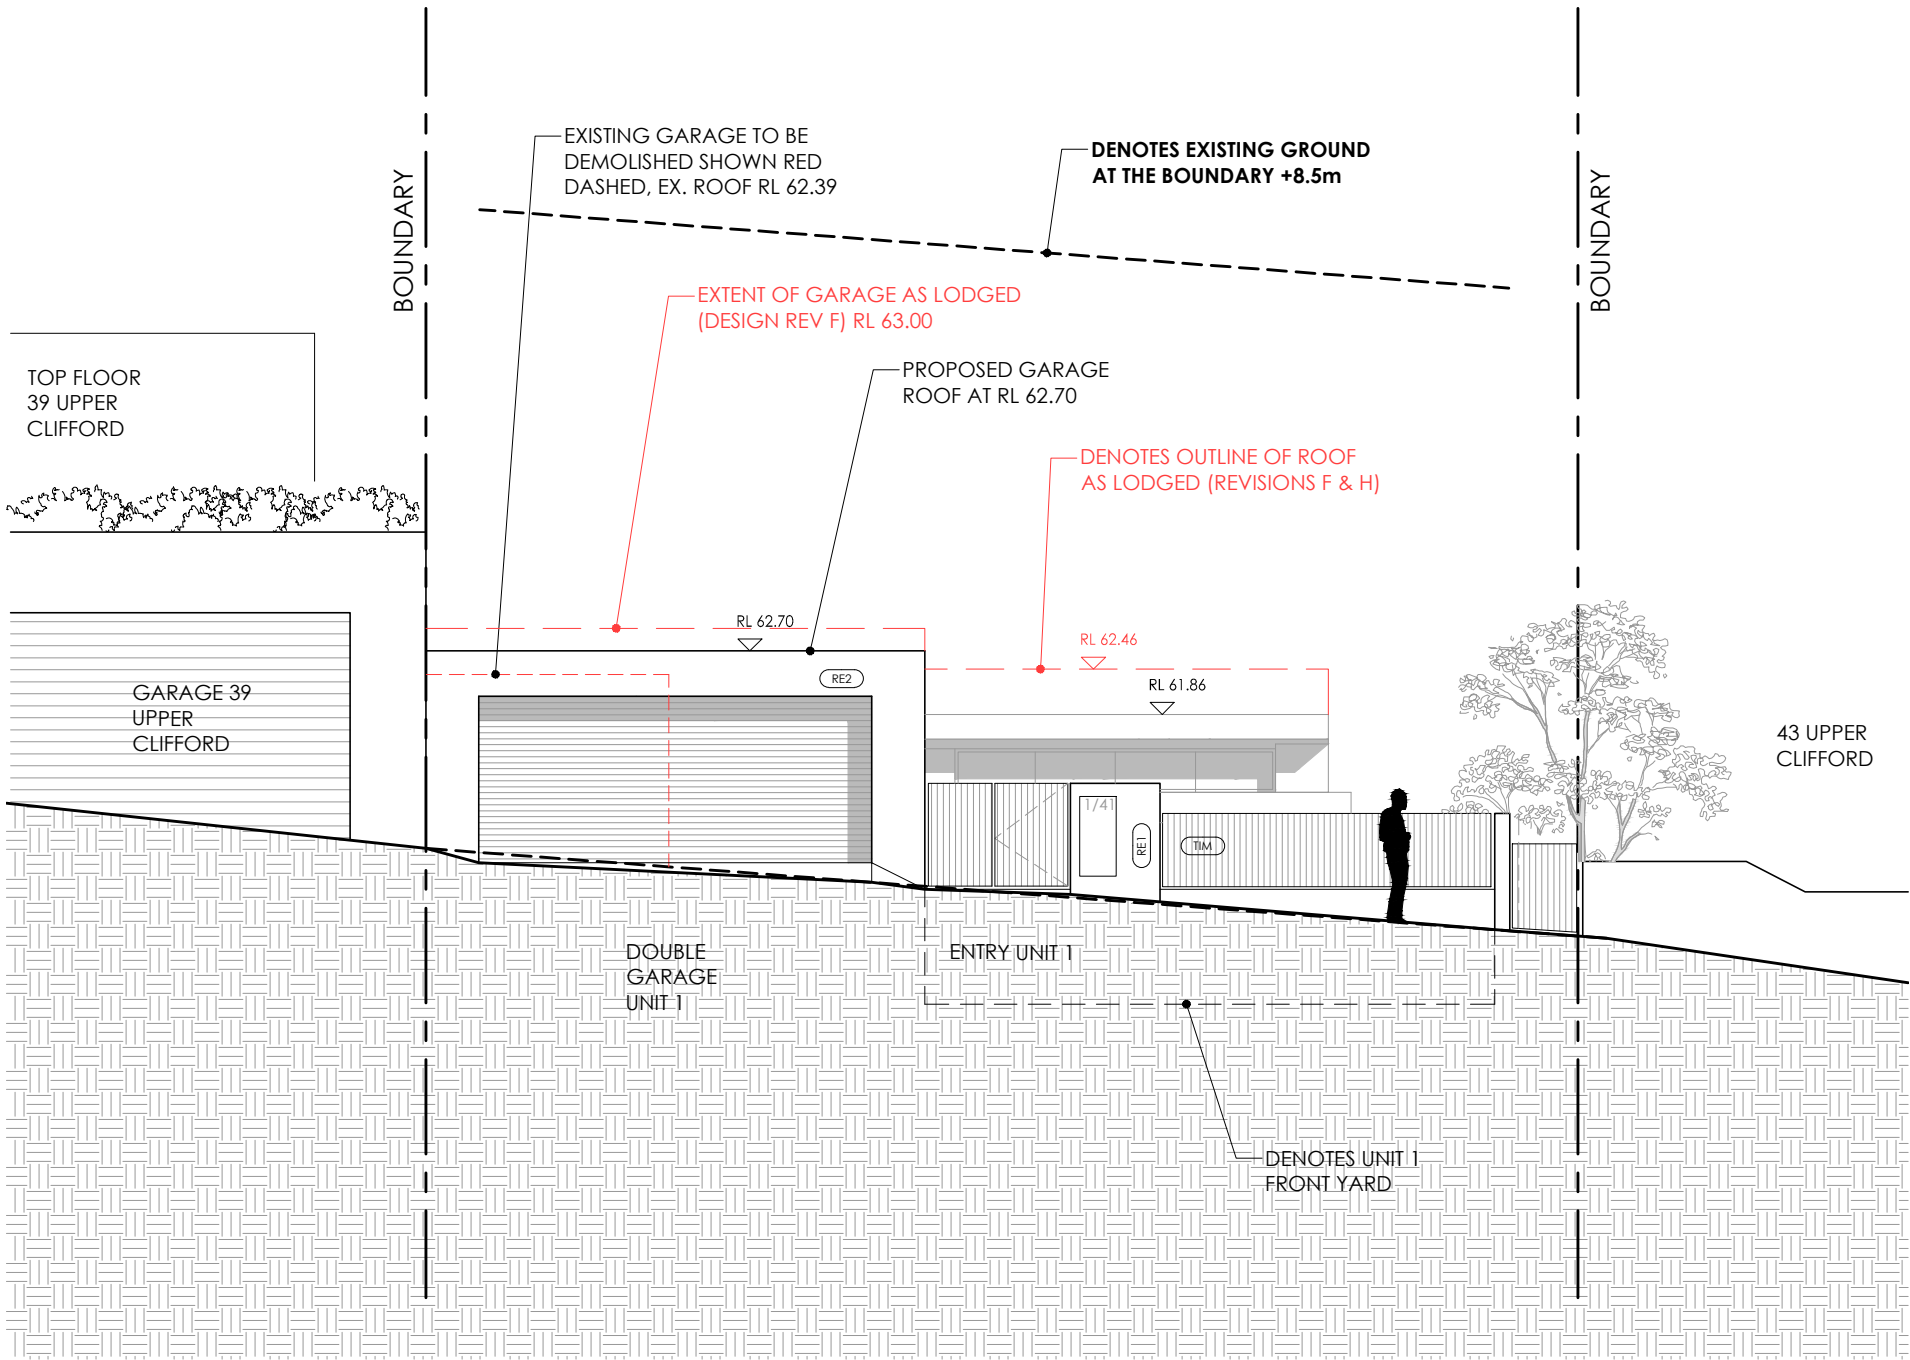 EXISTING GARAGE TO BE
DEMOLISHED SHOWN RED
DASHED, EX. ROOF RL 62.39
DENOTES EXISTING GROUND
AT THE BOUNDARY +8.5m
BOUNDARY
BOUNDARY
EXTENT OF GARAGE AS LODGED
(DESIGN REV F) RL 63.00
PROPOSED GARAGE
ROOF AT RL 62.70
TOP FLOOR
39 UPPER
CLIFFORD
DENOTES OUTLINE OF ROOF
AS LODGED (REVISIONS F & H)
RL 62.70
RL 62.46
RE2
RL 61.86
GARAGE 39
UPPER
CLIFFORD
43 UPPER
CLIFFORD
1/41
RE1
TIM
DOUBLE
GARAGE
UNIT 1
ENTRY UNIT 1
DENOTES UNIT 1
FRONT YARD